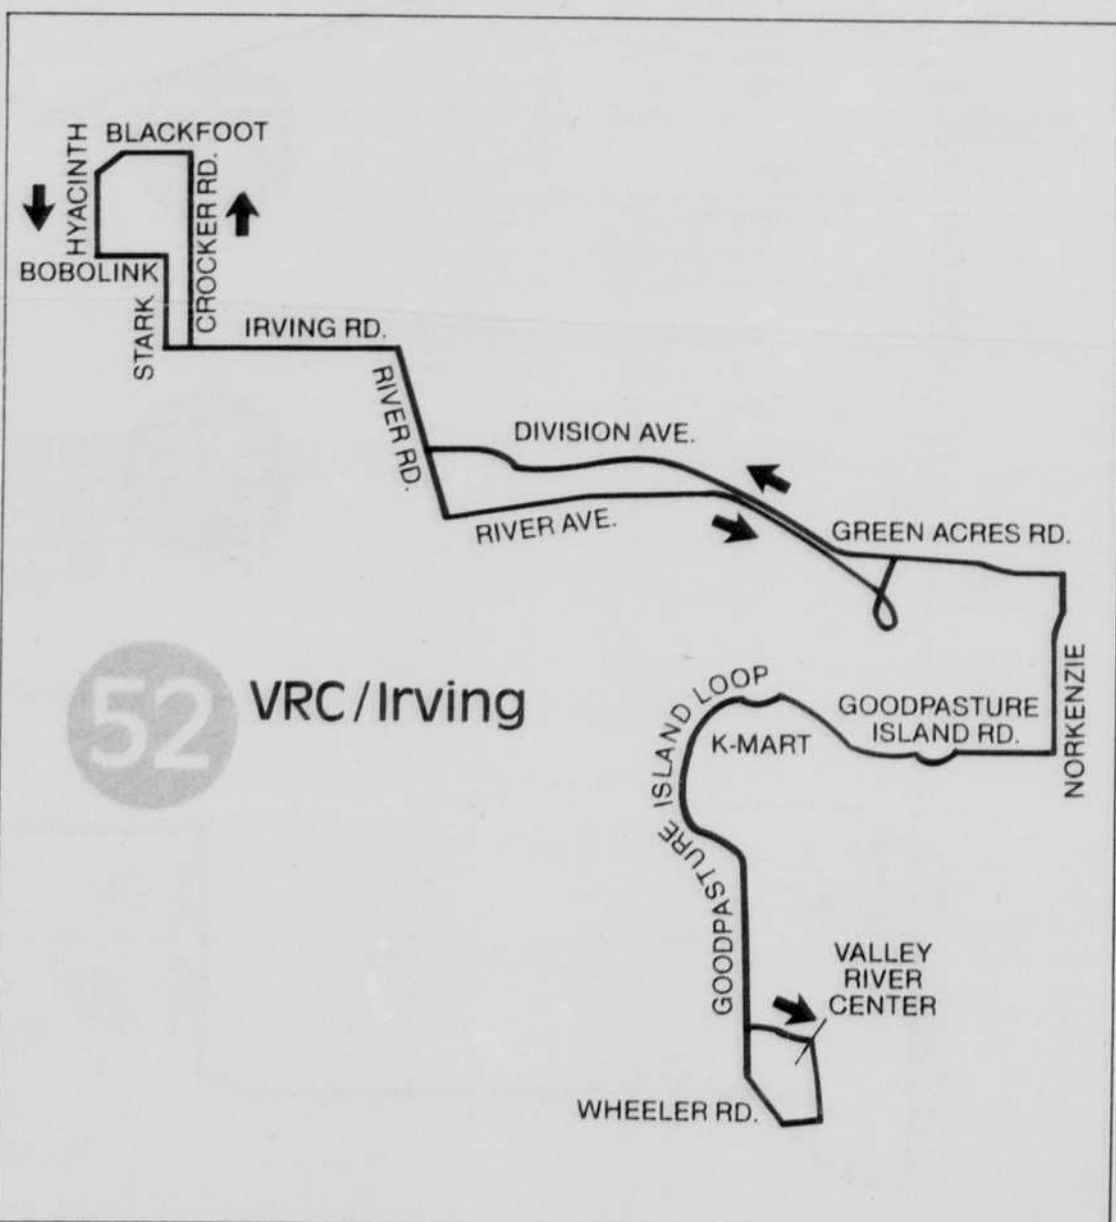 BLACKFOOT
HYACINTH
CROCKER RD.
BOBOLINK
STARK
IRVING RD.
RIVER RD.
DIVISION AVE.
RIVER AVE.
GREEN ACRES RD.
NORKENZIE
GOODPASTURE
ISLAND RD.
K-MART
GOODPASTURE ISLAND LOOP
52 VRC/Irving
VALLEY
RIVER
CENTER
WHEELER RD.